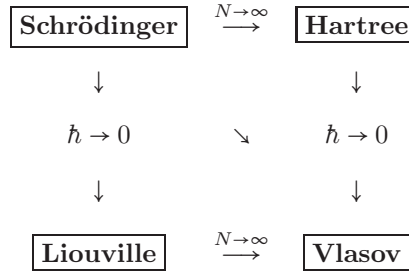 Schrödinger N→∞ ⟶ Hartree
↓ ↓
ℏ → 0 ↘ ℏ → 0
↓ ↓
Liouville N→∞ ⟶ Vlasov